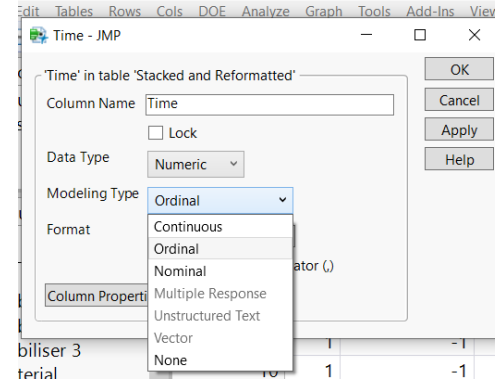 Edit Tables Rows Cols DOE Analyze Graph Tools Add-Ins View
Time - JMP
'Time' in table 'Stacked and Reformatted'
OK
Column Name Time
Cancel
Lock
Apply
Data Type Numeric
Help
Modeling Type Ordinal
Format
Continuous
Ordinal
Nominal
ator (,)
Multiple Response
Column Properti
Unstructured Text
Vector
None
biliser 3 1 -1
terial 10 1 -1